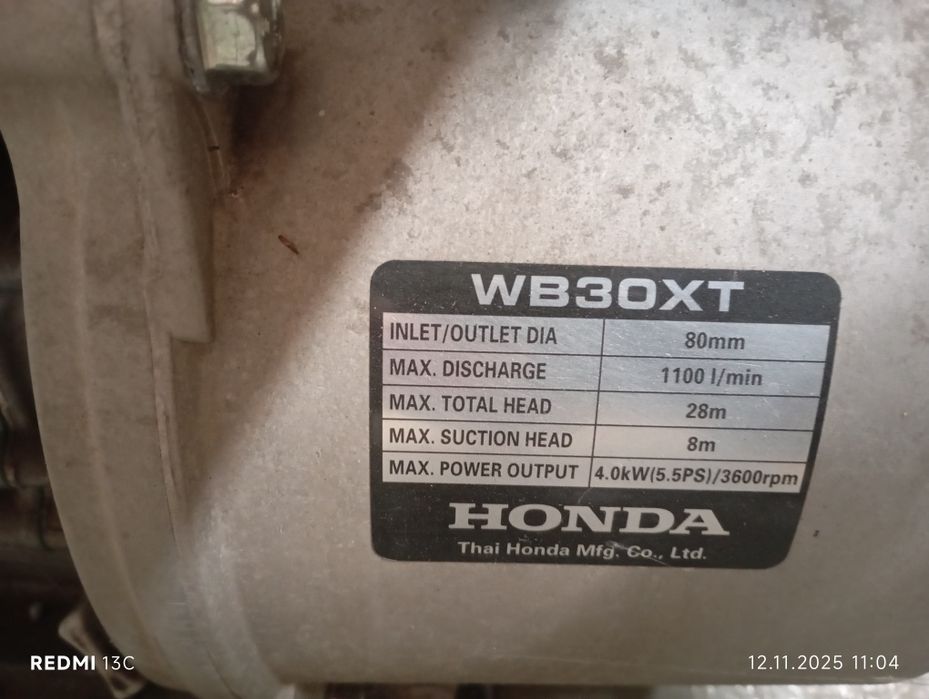 WB30XT
INLET/OUTLET DIA 80mm
MAX. DISCHARGE 1100 l/min
MAX. TOTAL HEAD 28m
MAX. SUCTION HEAD 8m
MAX. POWER OUTPUT 4.0kW(5.5PS)/3600rpm
HONDA
Thai Honda Mfg. Co., Ltd.
REDMI 13C 12.11.2025 11:04